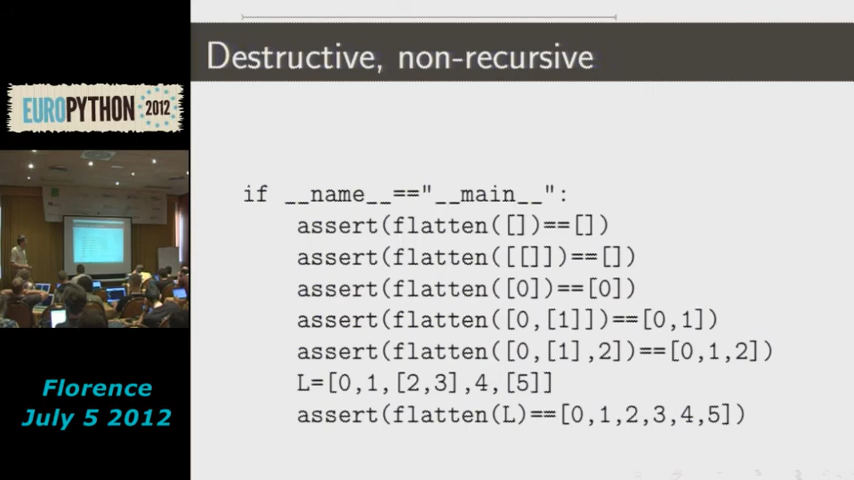 Destructive, non-recursive
EUROPYTHON 2012
if __name__=="__main__":
assert(flatten([])==[])
assert(flatten([[]])==[])
assert(flatten([0])==[0])
assert(flatten([0,[1]])==[0,1])
assert(flatten([0,[1],2])==[0,1,2])
L=[0,1,[2,3],4,[5]]
assert(flatten(L)==[0,1,2,3,4,5])
Florence
July 5 2012